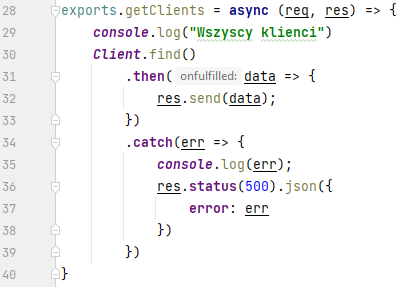 28 exports.getClients = async (req, res) => {
29 console.log("Wszyscy klienci")
30 Client.find()
31 .then( onfulfilled: data => {
32 res.send(data);
33 })
34 .catch(err => {
35 console.log(err);
36 res.status(500).json({
37 error: err
38 })
39 })
40 }